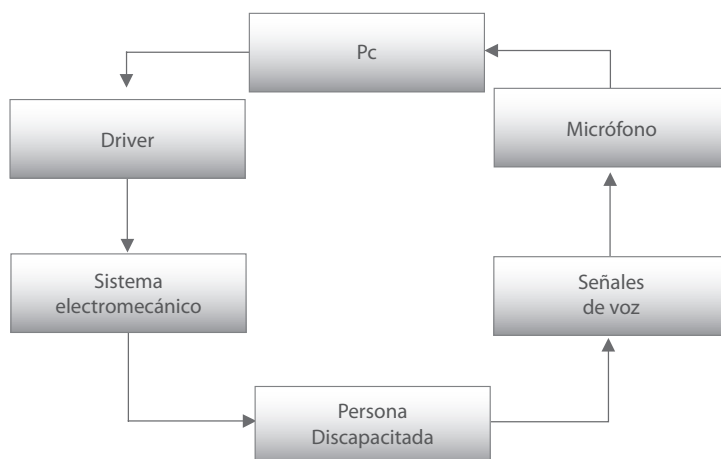 Pc
Driver
Micrófono
Sistema
electromecánico
Señales
de voz
Persona
Discapacitada